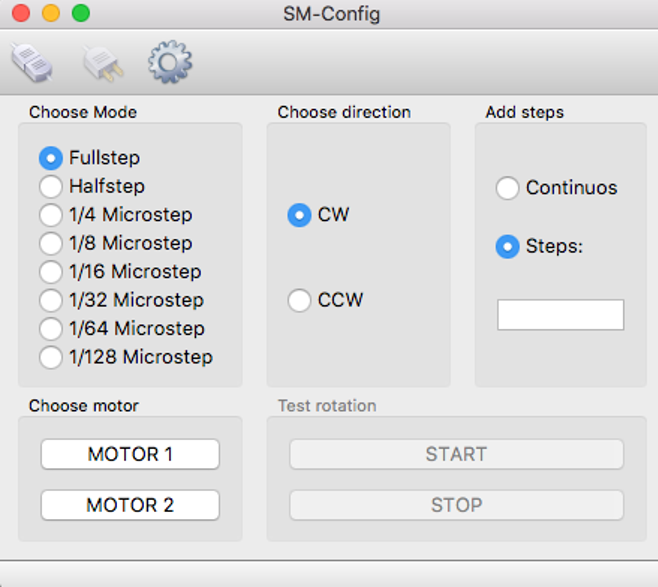 SM-Config
Choose Mode
Fullstep
Halfstep
1/4 Microstep
1/8 Microstep
1/16 Microstep
1/32 Microstep
1/64 Microstep
1/128 Microstep
Choose direction
CW
CCW
Add steps
Continuos
Steps:
Choose motor
MOTOR 1
MOTOR 2
Test rotation
START
STOP